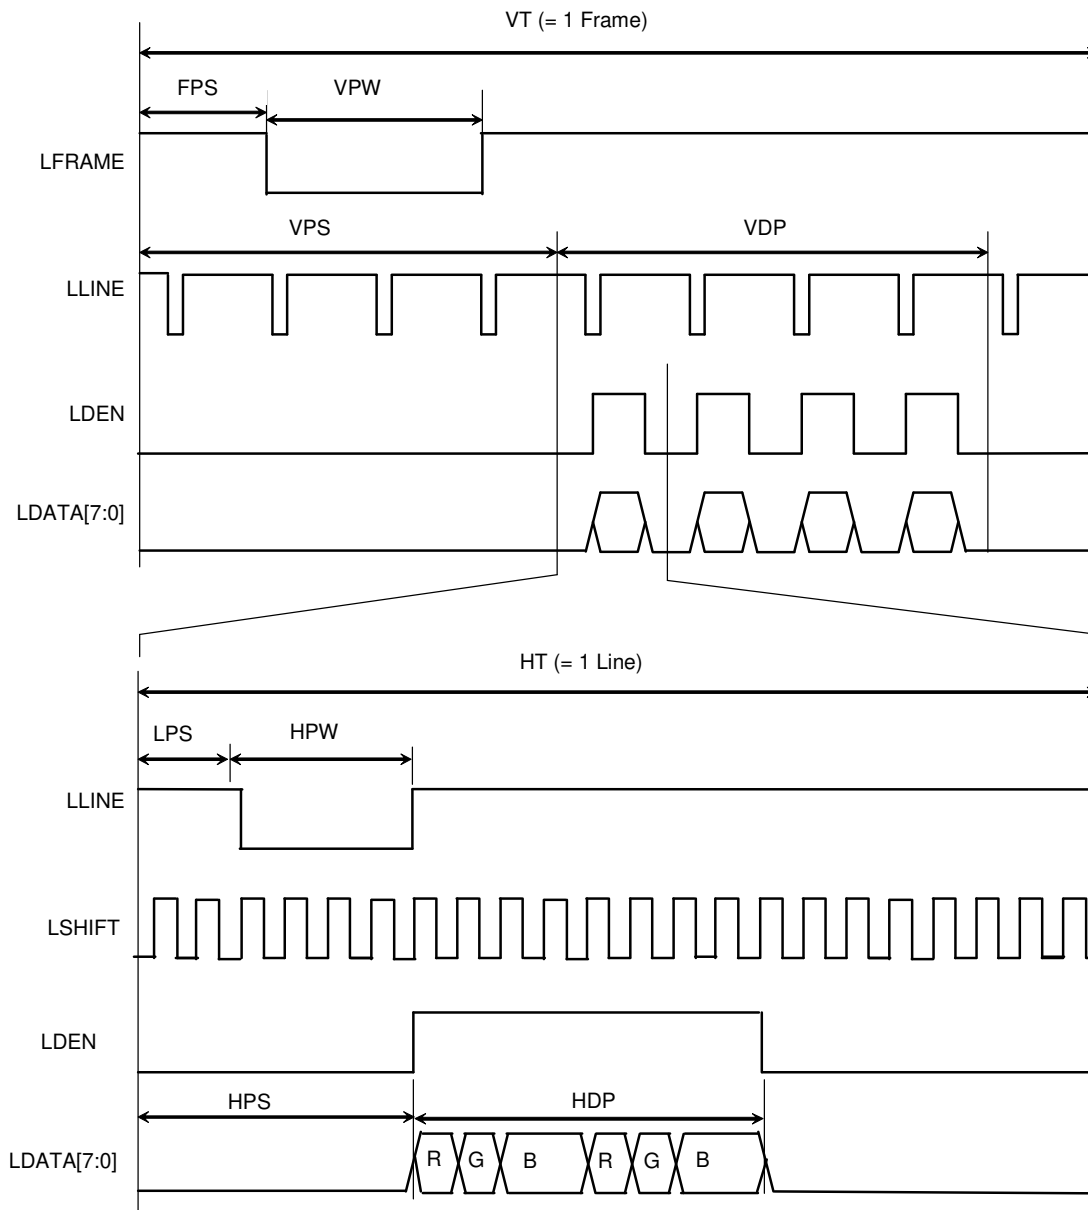 VT (= 1 Frame)
FPS
VPW
LFRAME
VPS
VDP
LLINE
LDEN
LDATA[7:0]
HT (= 1 Line)
LPS
HPW
LLINE
LSHIFT
LDEN
HPS
HDP
LDATA[7:0]
R G B R G B